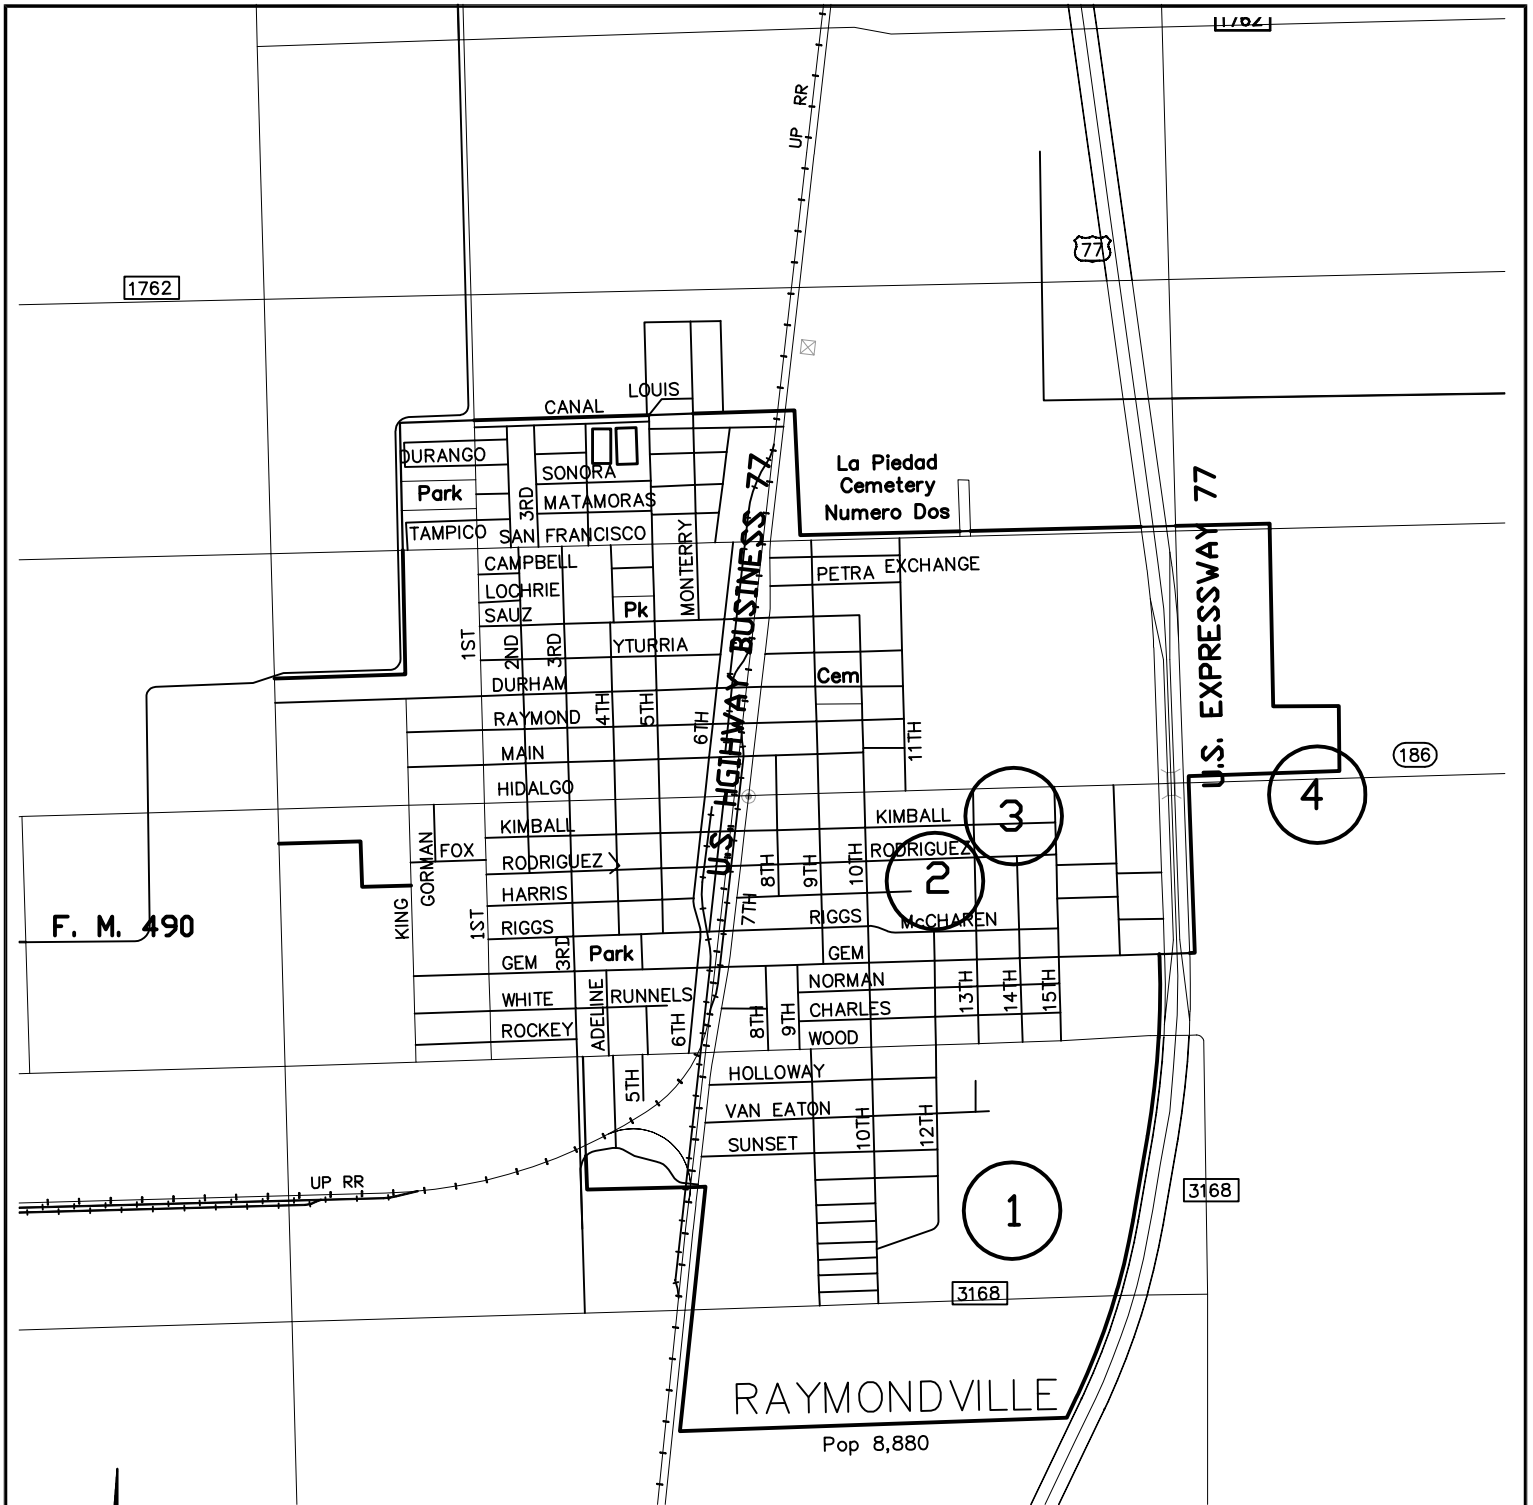 1762
UP RR
77
1762
LOUIS
CANAL
DURANGO
La Piedad
Cemetery
Numero Dos
SONORA
Park
3RD
MATAMORAS
TAMPICO
SAN FRANCISCO
MONTERRY
U.S. HGIHWAY BUSINESS 77
U.S. EXPRESSWAY 77
CAMPBELL
PETRA
EXCHANGE
LOCHRIE
SAUZ
Pk
1ST
2ND
3RD
YTURRIA
DURHAM
Cem
RAYMOND
4TH
5TH
6TH
11TH
MAIN
186
HIDALGO
4
3
KIMBALL
KIMBALL
GORMAN
FOX
RODRIGUEZ
8TH
9TH
10TH
RODRIGUEZ
2
HARRIS
7TH
F. M. 490
KING
1ST
RIGGS
RIGGS
McCHAREN
GEM
3RD
Park
GEM
WHITE
ADELINE
RUNNELS
NORMAN
13TH
14TH
15TH
CHARLES
ROCKEY
6TH
8TH
9TH
WOOD
5TH
HOLLOWAY
VAN EATON
10TH
12TH
SUNSET
UP RR
1
3168
3168
RAYMONDVILLE
Pop 8,880